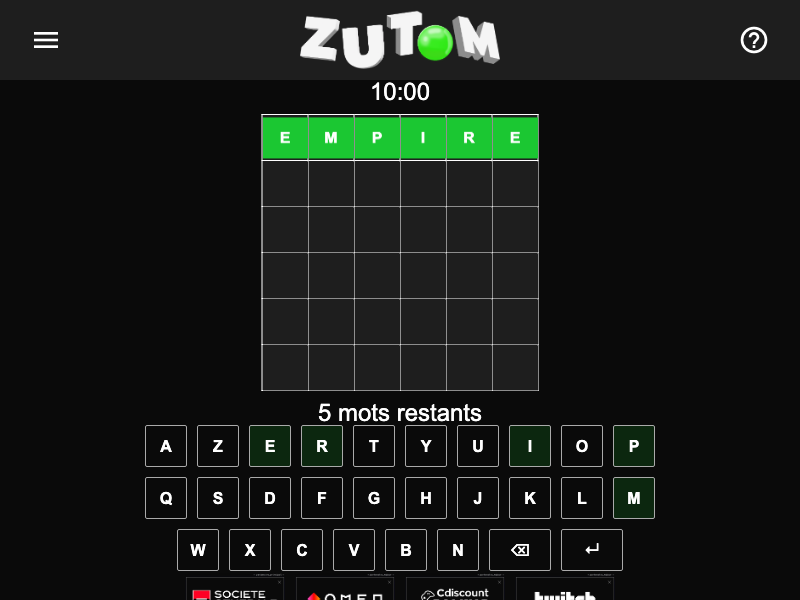 ZUTOM
10:00
E M P I R E
5 mots restants
A Z E R T Y U I O P
Q S D F G H J K L M
W X C V B N
SOCIETE
OMEN
Cdiscount
twitch